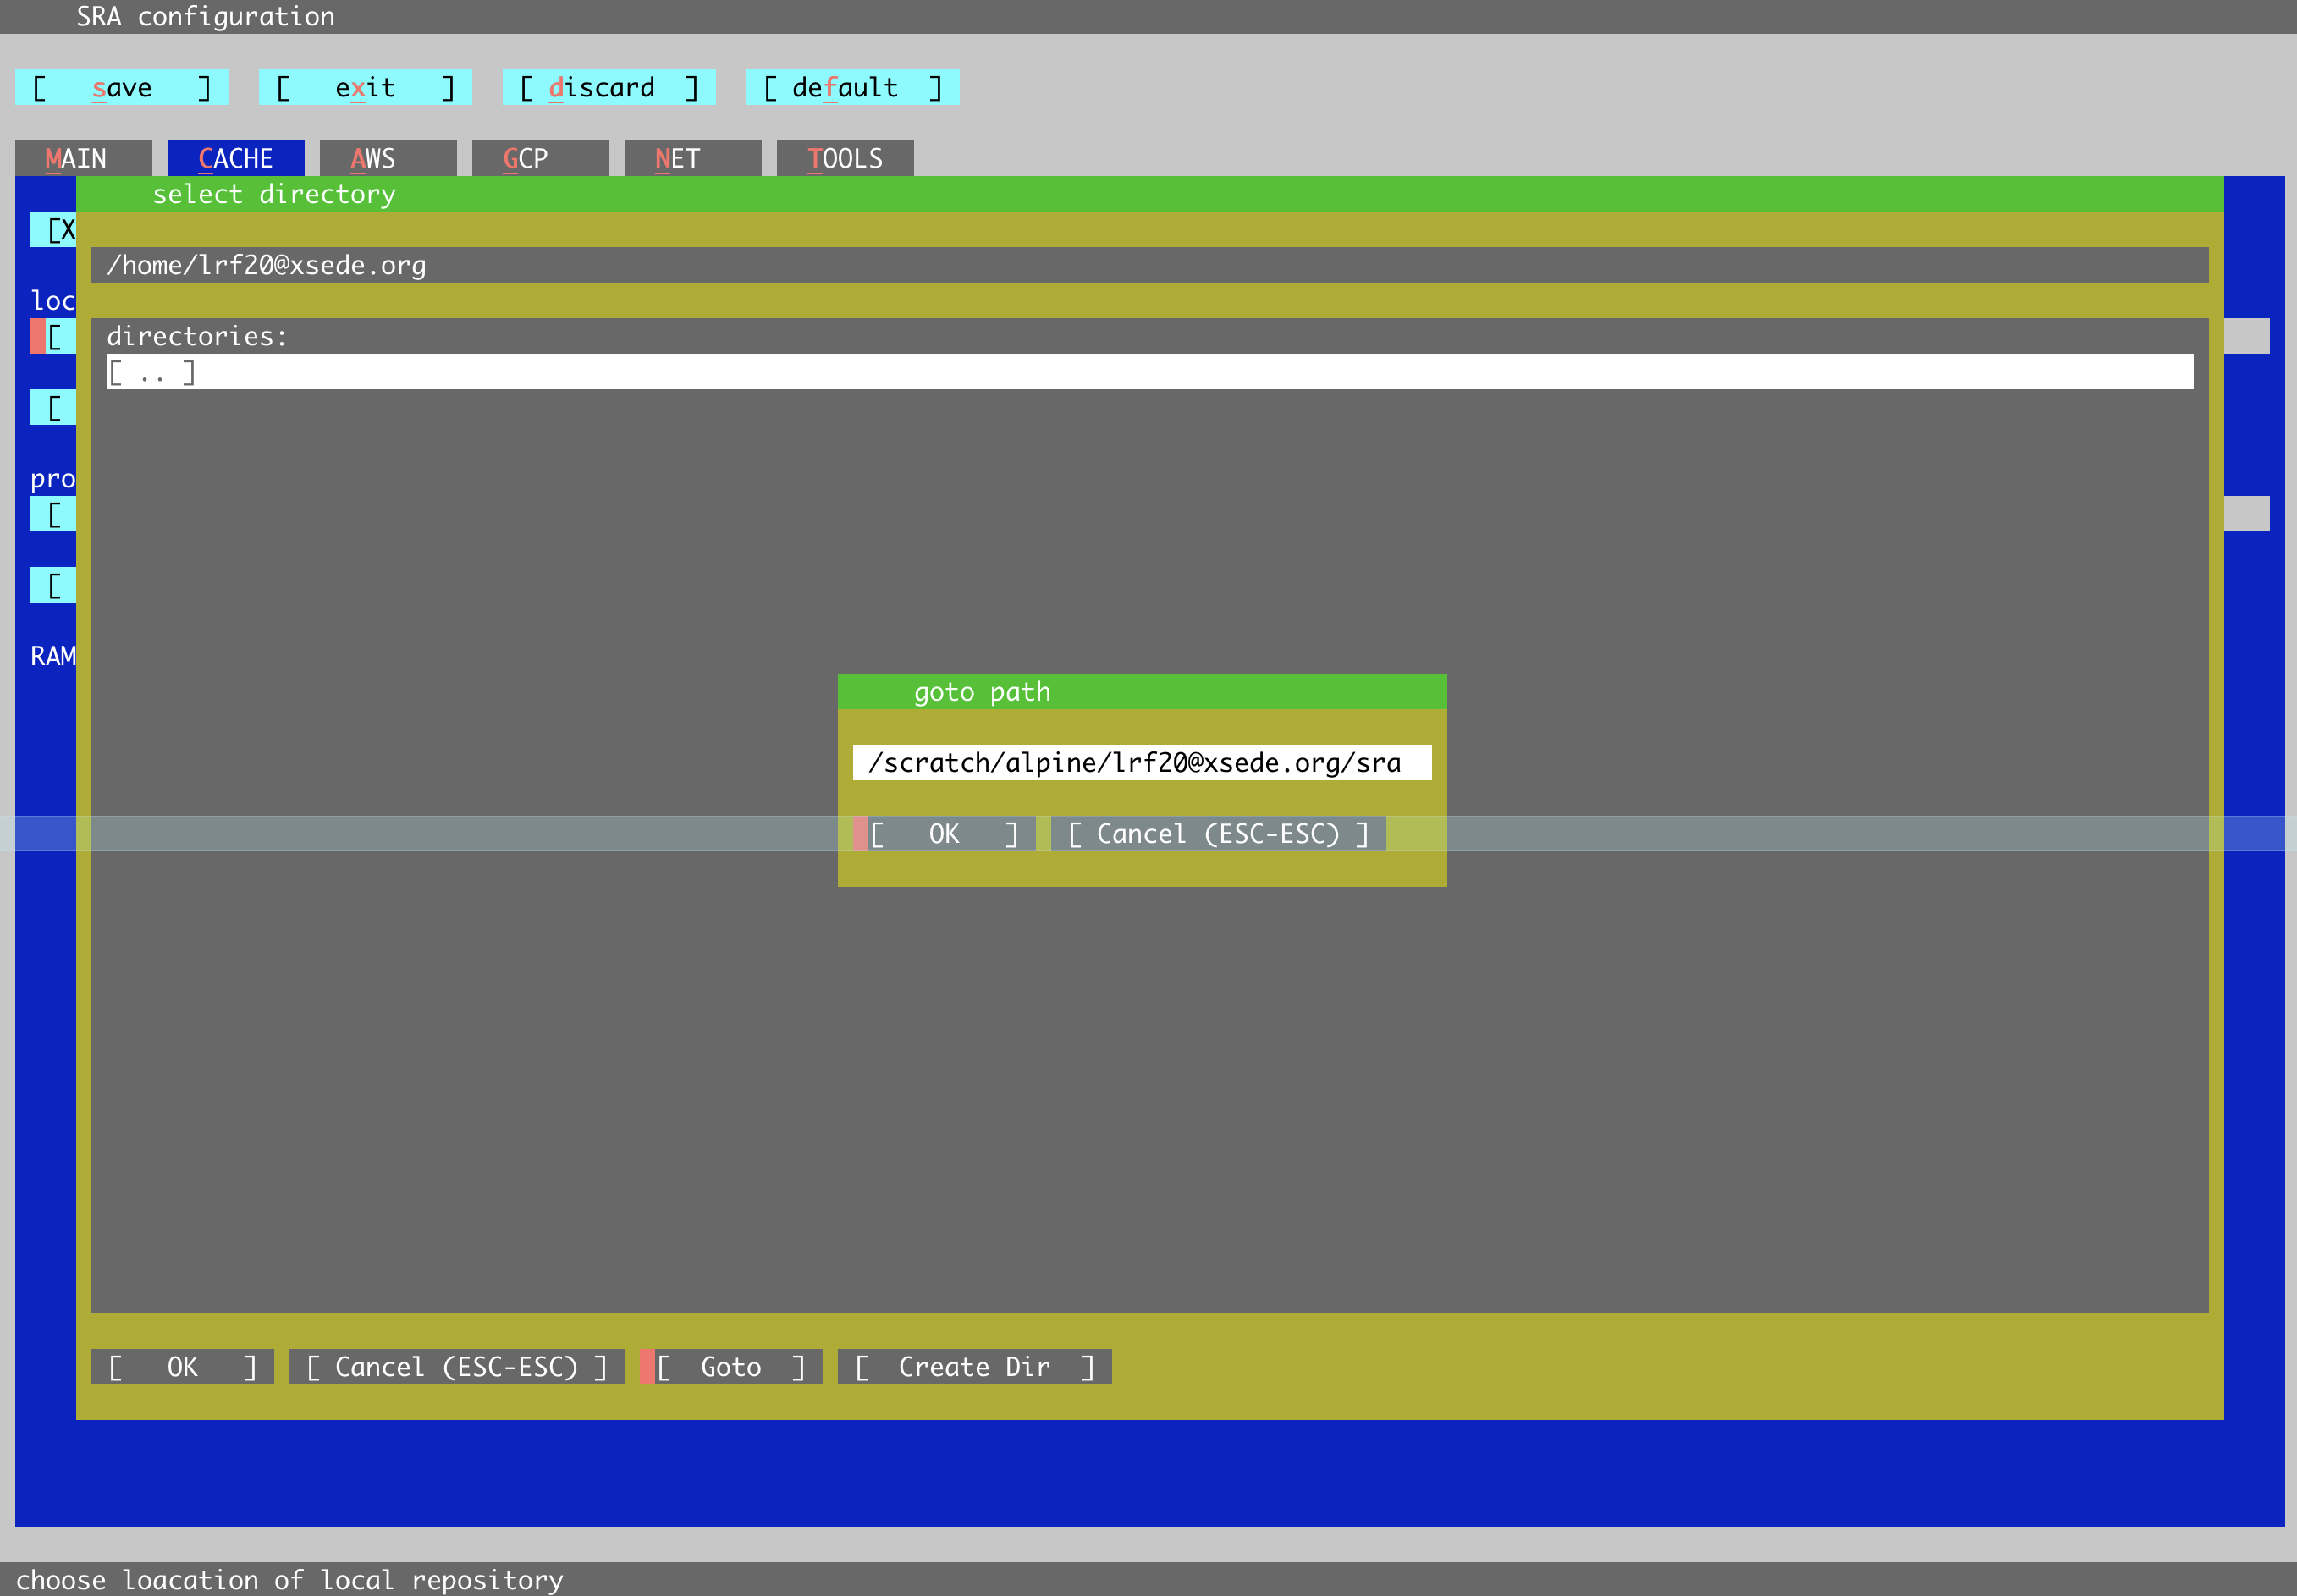 SRA configuration
[   save   ]  [   exit   ]  [ discard  ]  [ default  ]
MAIN  CACHE  AWS  GCP  NET  TOOLS
select directory
[X
/home/lrf20@xsede.org
loc
directories:
[
[ .. ]
[
pro
[
[
RAM
goto path
/scratch/alpine/lrf20@xsede.org/sra
[   OK   ]  [ Cancel (ESC-ESC) ]
[   OK   ]  [ Cancel (ESC-ESC) ]  [  Goto  ]  [  Create Dir  ]
choose loacation of local repository